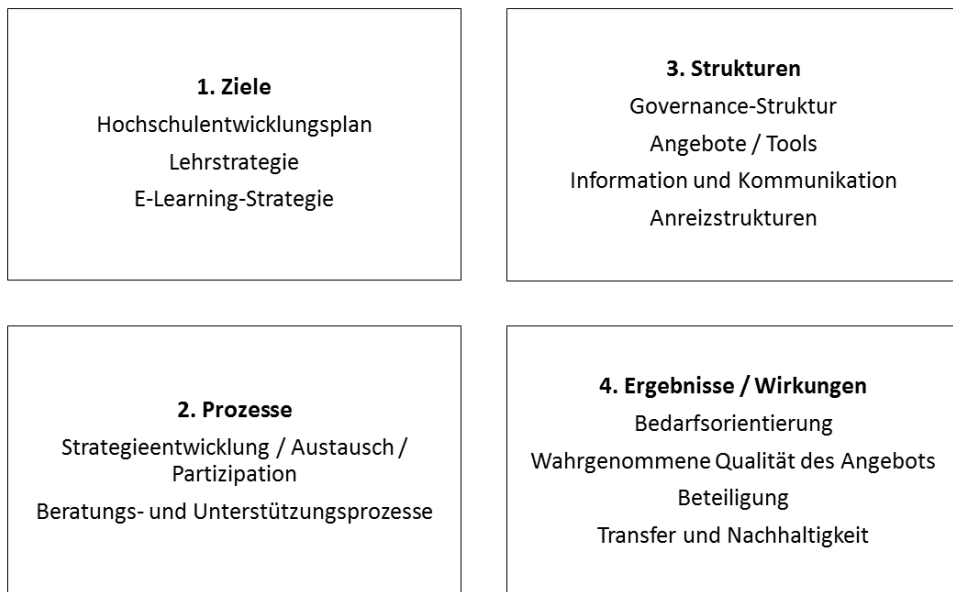 1. Ziele
Hochschulentwicklungsplan
Lehrstrategie
E-Learning-Strategie
2. Prozesse
Strategieentwicklung / Austausch /
Partizipation
Beratungs- und Unterstützungsprozesse
3. Strukturen
Governance-Struktur
Angebote / Tools
Information und Kommunikation
Anreizstrukturen
4. Ergebnisse / Wirkungen
Bedarfsorientierung
Wahrgenommene Qualität des Angebots
Beteiligung
Transfer und Nachhaltigkeit